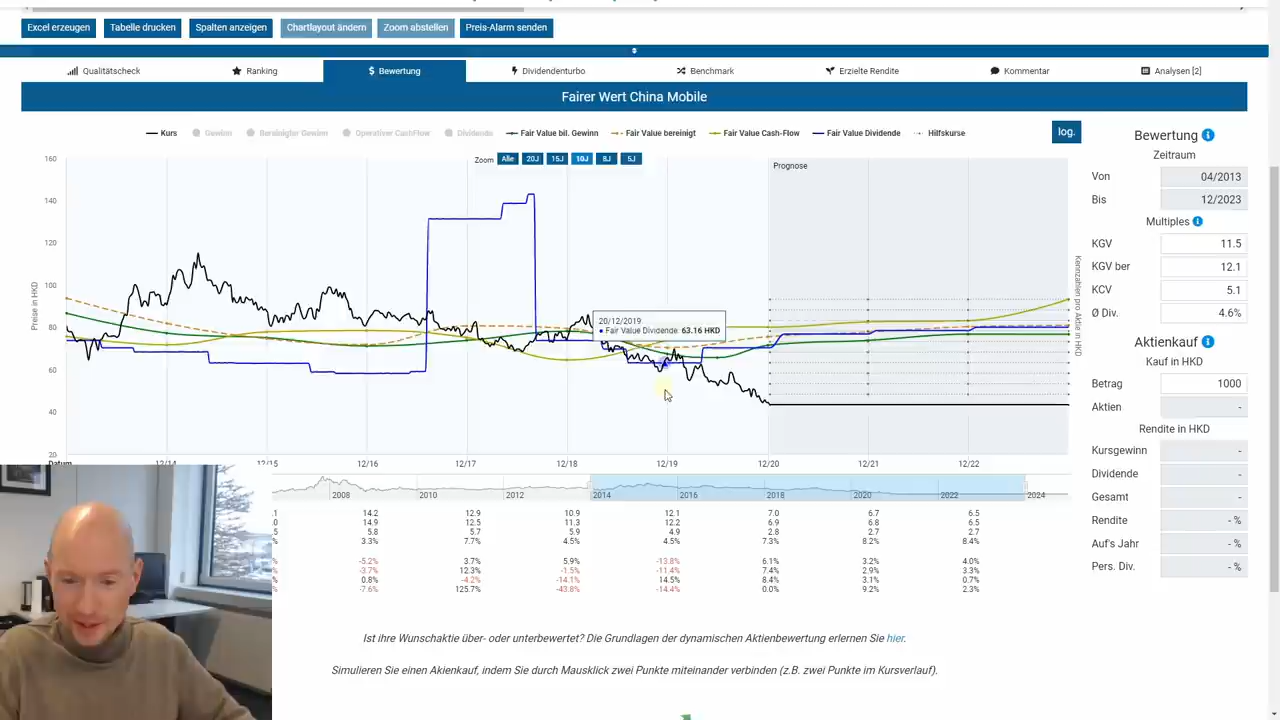 Excel erzeugen Tabelle drucken Spalten anzeigen Chartlayout ändern Zoom abstellen Preis-Alarm senden
Qualitätscheck Ranking $ Bewertung Dividendenturbo Benchmark Erzielte Rendite Kommentar Analysen [2]
Fairer Wert China Mobile
Kurs Gewinn Bereinigter Gewinn Operativer CashFlow Dividende Fair Value bil. Gewinn Fair Value bereinigt Fair Value Cash-Flow Fair Value Dividende Hilfskurse
log.
Zoom Alle 20J 15J 10J 8J 5J
Prognose
160
140
120
100
80
60
40
20
Preise in HKD
Kennzahlen pro Aktie in HKD
20/12/2019
Fair Value Dividende 63.16 HKD
Datum 12/14 12/15 12/16 12/17 12/18 12/19 12/20 12/21 12/22
2008 2010 2012 2014 2016 2018 2020 2022 2024
.1 14.2 12.9 10.9 12.1 7.0 6.7 6.5
.0 14.9 12.5 11.3 12.2 6.9 6.8 6.5
.5 5.8 5.7 5.9 4.9 2.8 2.7 2.7
% 3.3% 7.7% 4.5% 4.5% 7.3% 8.2% 8.4%
% -5.2% 3.7% 5.9% -13.8% 6.1% 3.2% 4.0%
% -3.7% 12.3% -1.5% -11.4% 7.4% 2.9% 3.3%
% 0.8% -4.2% -14.1% 14.5% 8.4% 3.1% 0.7%
% -7.6% 125.7% -43.8% -14.4% 0.0% 9.2% 2.3%
Bewertung
Zeitraum
Von 04/2013
Bis 12/2023
Multiples
KGV 11.5
KGV ber 12.1
KCV 5.1
Ø Div. 4.6%
Aktienkauf
Kauf in HKD
Betrag 1000
Aktien -
Rendite in HKD
Kursgewinn -
Dividende -
Gesamt -
Rendite - %
Auf's Jahr - %
Pers. Div. - %
Ist ihre Wunschaktie über- oder unterbewertet? Die Grundlagen der dynamischen Aktienbewertung erlernen Sie hier.
Simulieren Sie einen Akienkauf, indem Sie durch Mausklick zwei Punkte miteinander verbinden (z.B. zwei Punkte im Kursverlauf).